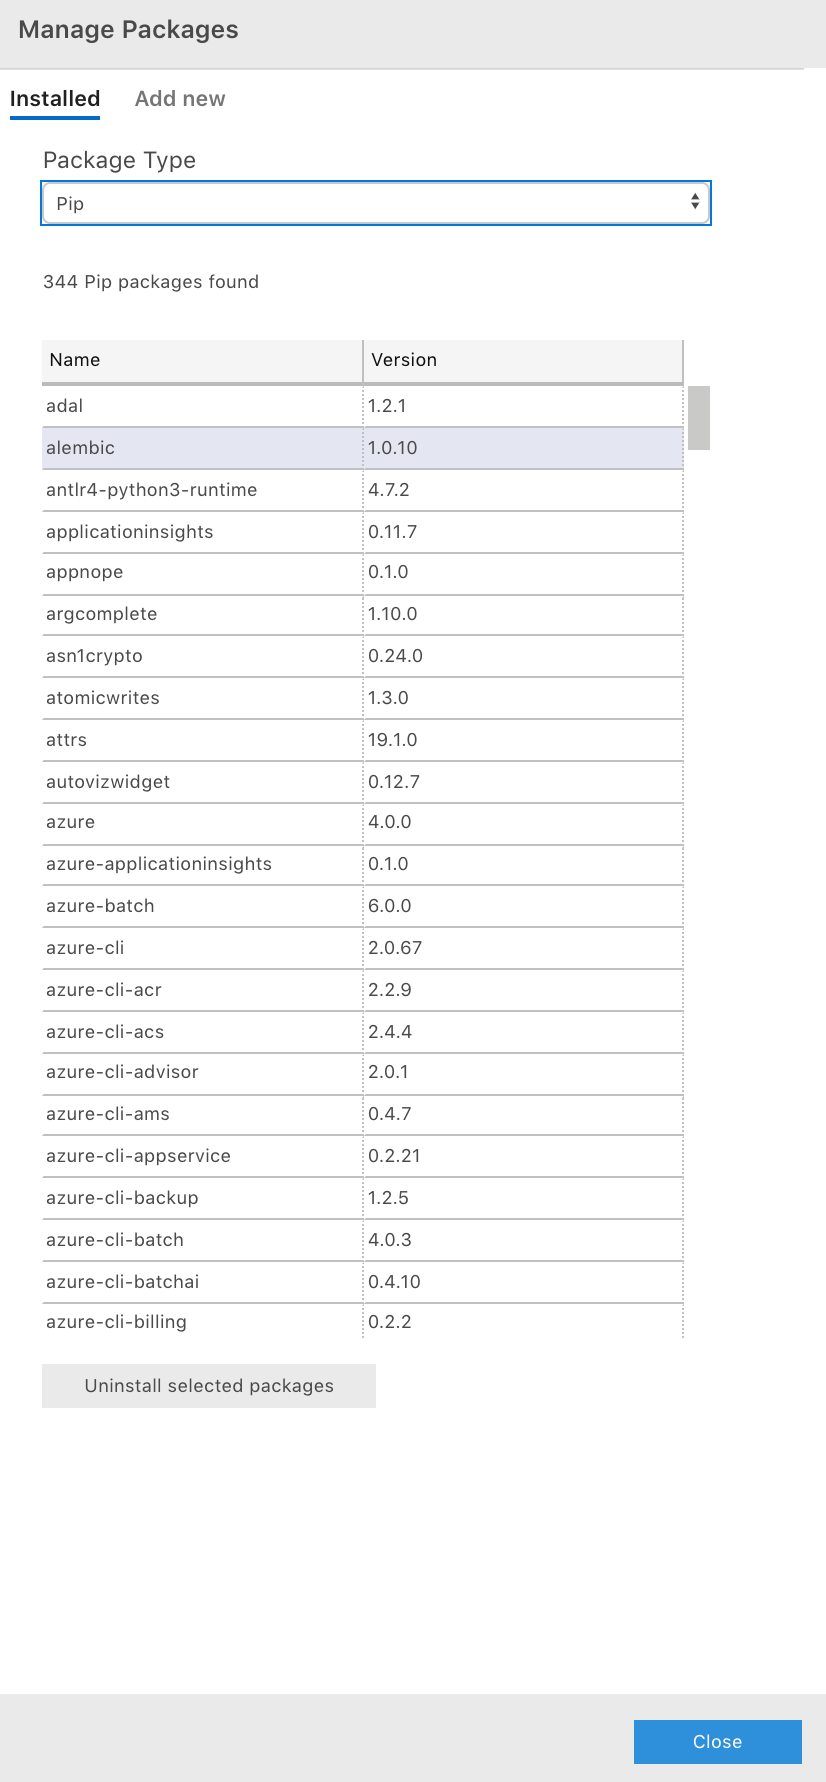 Manage Packages
Installed Add new
Package Type
Pip
344 Pip packages found
Name Version
adal 1.2.1
alembic 1.0.10
antlr4-python3-runtime 4.7.2
applicationinsights 0.11.7
appnope 0.1.0
argcomplete 1.10.0
asn1crypto 0.24.0
atomicwrites 1.3.0
attrs 19.1.0
autovizwidget 0.12.7
azure 4.0.0
azure-applicationinsights 0.1.0
azure-batch 6.0.0
azure-cli 2.0.67
azure-cli-acr 2.2.9
azure-cli-acs 2.4.4
azure-cli-advisor 2.0.1
azure-cli-ams 0.4.7
azure-cli-appservice 0.2.21
azure-cli-backup 1.2.5
azure-cli-batch 4.0.3
azure-cli-batchai 0.4.10
azure-cli-billing 0.2.2
Uninstall selected packages
Close